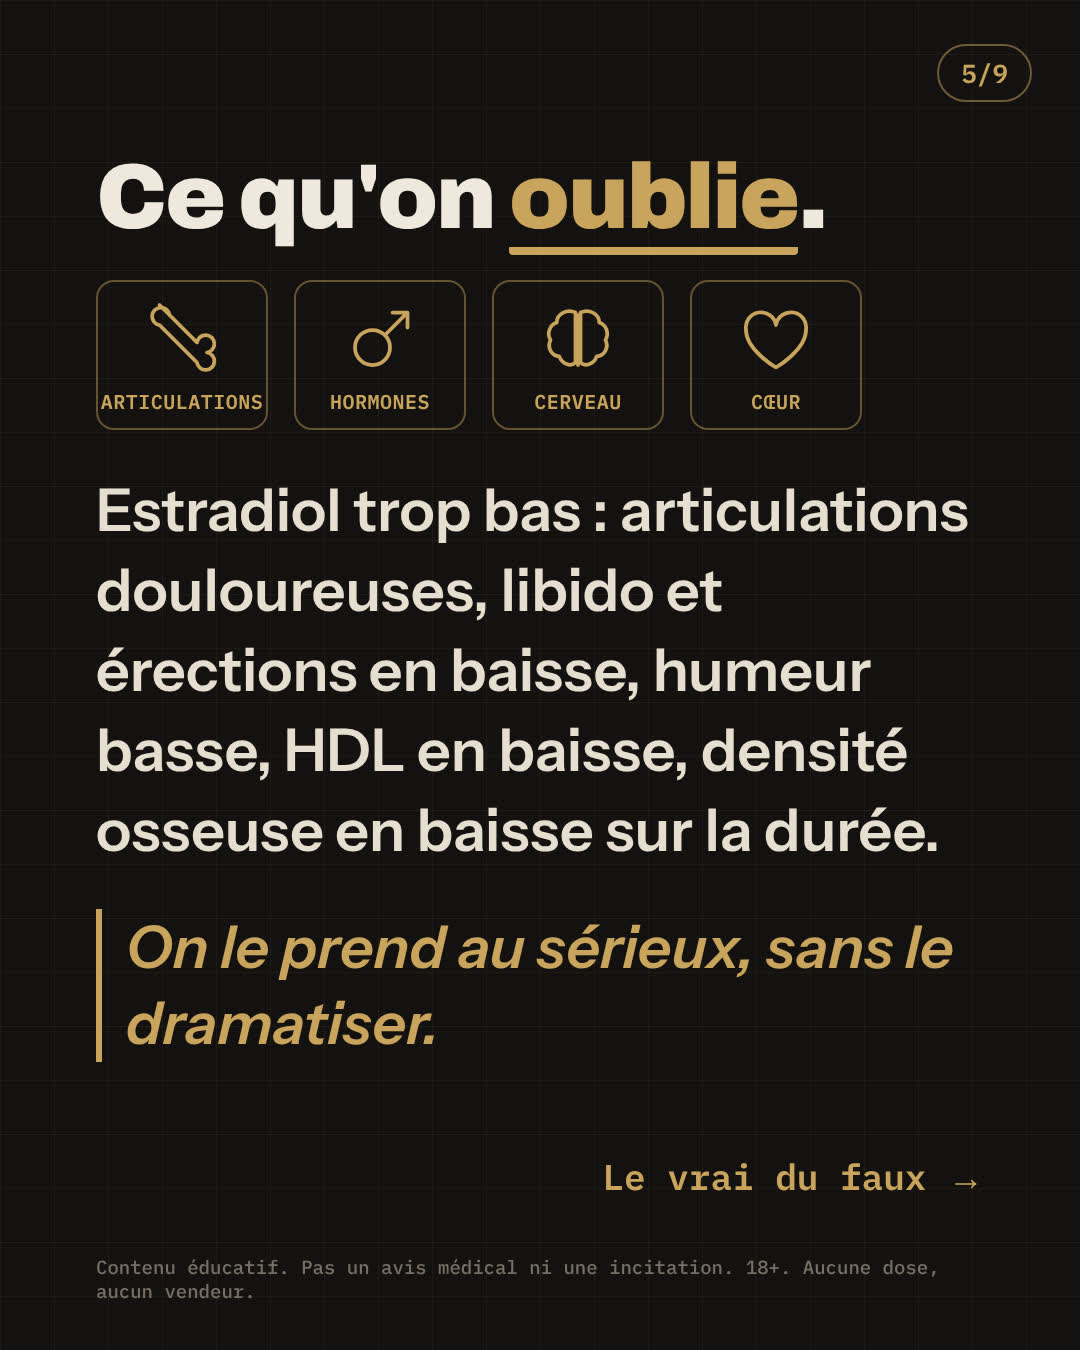 5/9
Ce qu'on oublie.
ARTICULATIONS
HORMONES
CERVEAU
CŒUR
Estradiol trop bas : articulations
douloureuses, libido et
érections en baisse, humeur
basse, HDL en baisse, densité
osseuse en baisse sur la durée.
On le prend au sérieux, sans le
dramatiser.
Le vrai du faux →
Contenu éducatif. Pas un avis médical ni une incitation. 18+. Aucune dose,
aucun vendeur.